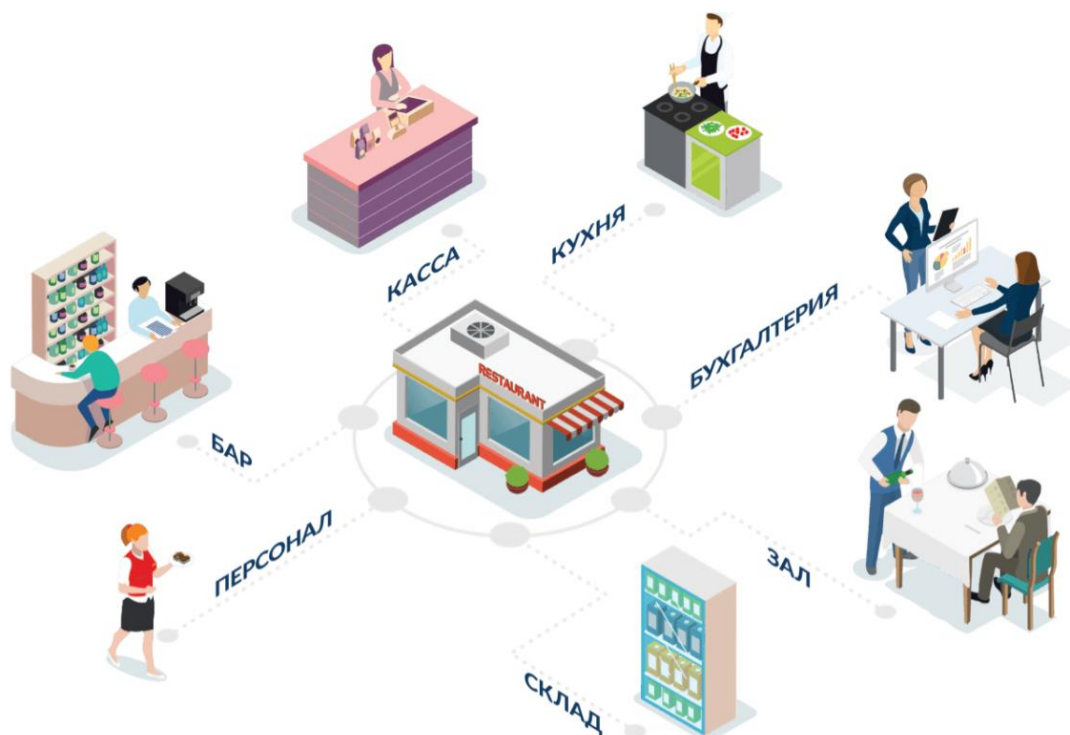 КАССА
КУХНЯ
БУХГАЛТЕРИЯ
RESTAURANT
БАР
ПЕРСОНАЛ
ЗАЛ
СКЛАД